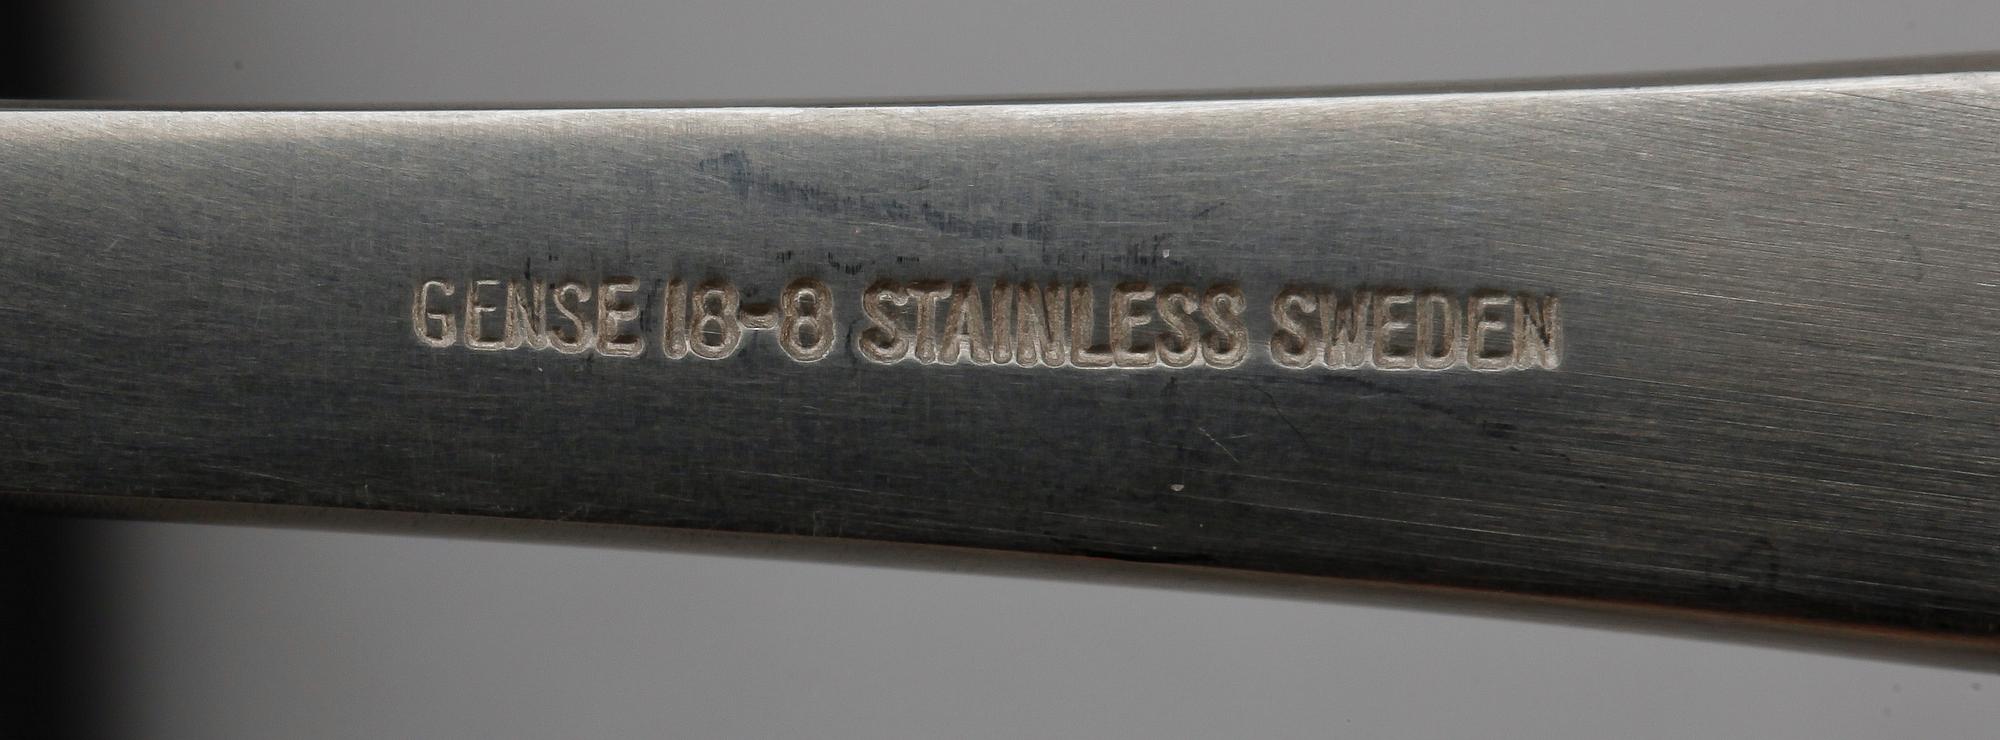 GENSE 18-8 STAINLESS SWEDEN